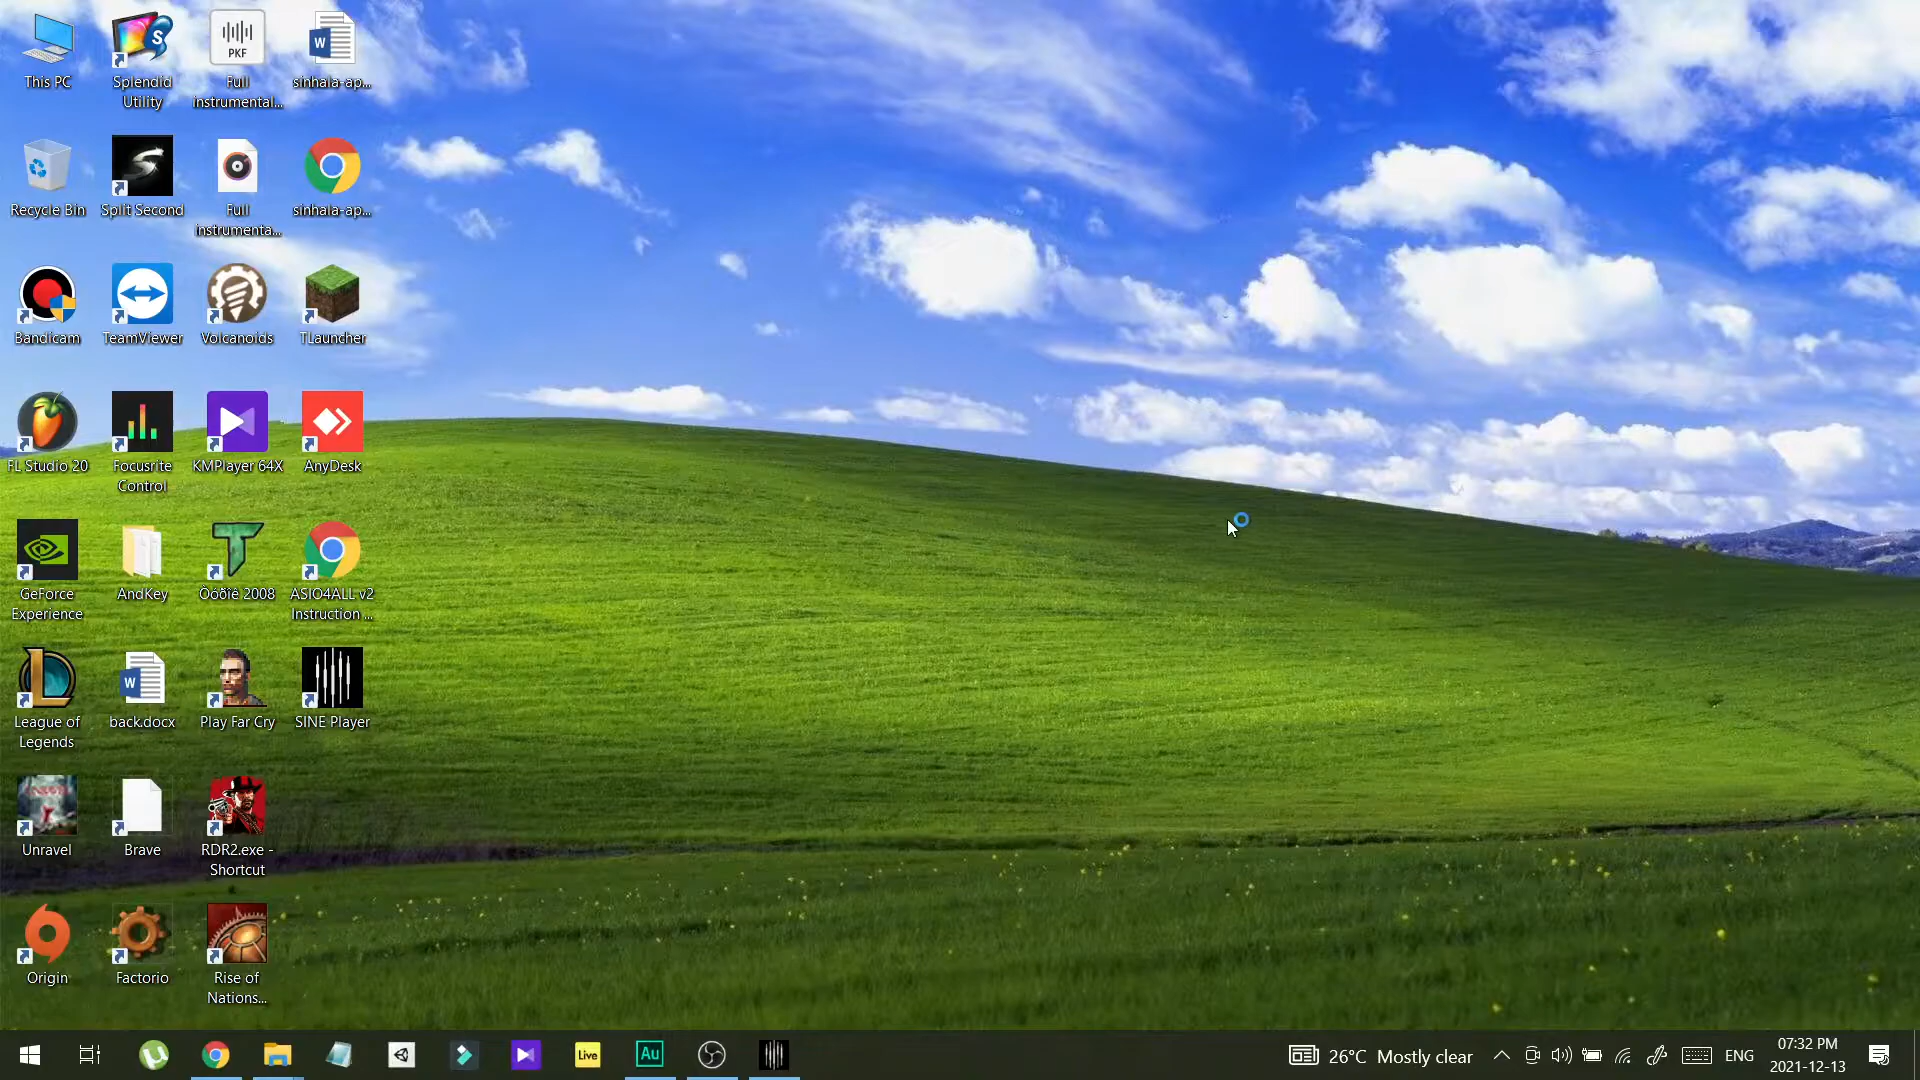 This PC
Splendid
Utility
PKF
Full
instrumental...
W
sinhala-ap...
Recycle Bin
Split Second
Full
instrumenta...
sinhala-ap...
Bandicam
TeamViewer
Volcanoids
TLauncher
FL Studio 20
Focusrite
Control
KMPlayer 64X
AnyDesk
GeForce
Experience
AndKey
Òóðîê 2008
ASIO4ALL v2
Instruction ...
League of
Legends
W
back.docx
Play Far Cry
SINE Player
Unravel
Brave
RDR2.exe -
Shortcut
Origin
Factorio
Rise of
Nations...
Live
Au
26°C Mostly clear
ENG
07:32 PM
2021-12-13